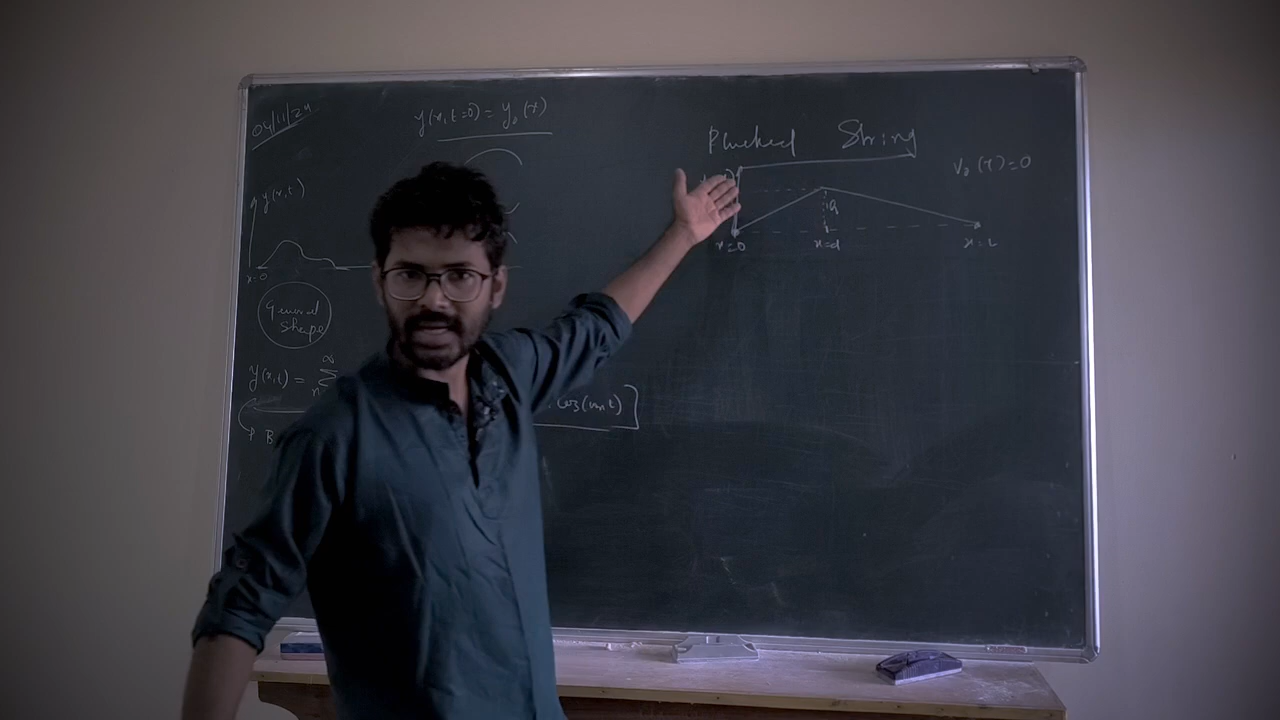 04/11/24
y(x,t=0) = y₀(x)
y(x,t)
x=0
General
Shape
y(x,t) = ∞ Σ n
B
cos(ωₙt)]
Plucked String
V₀(x)=0
x=0
x=d
x=L